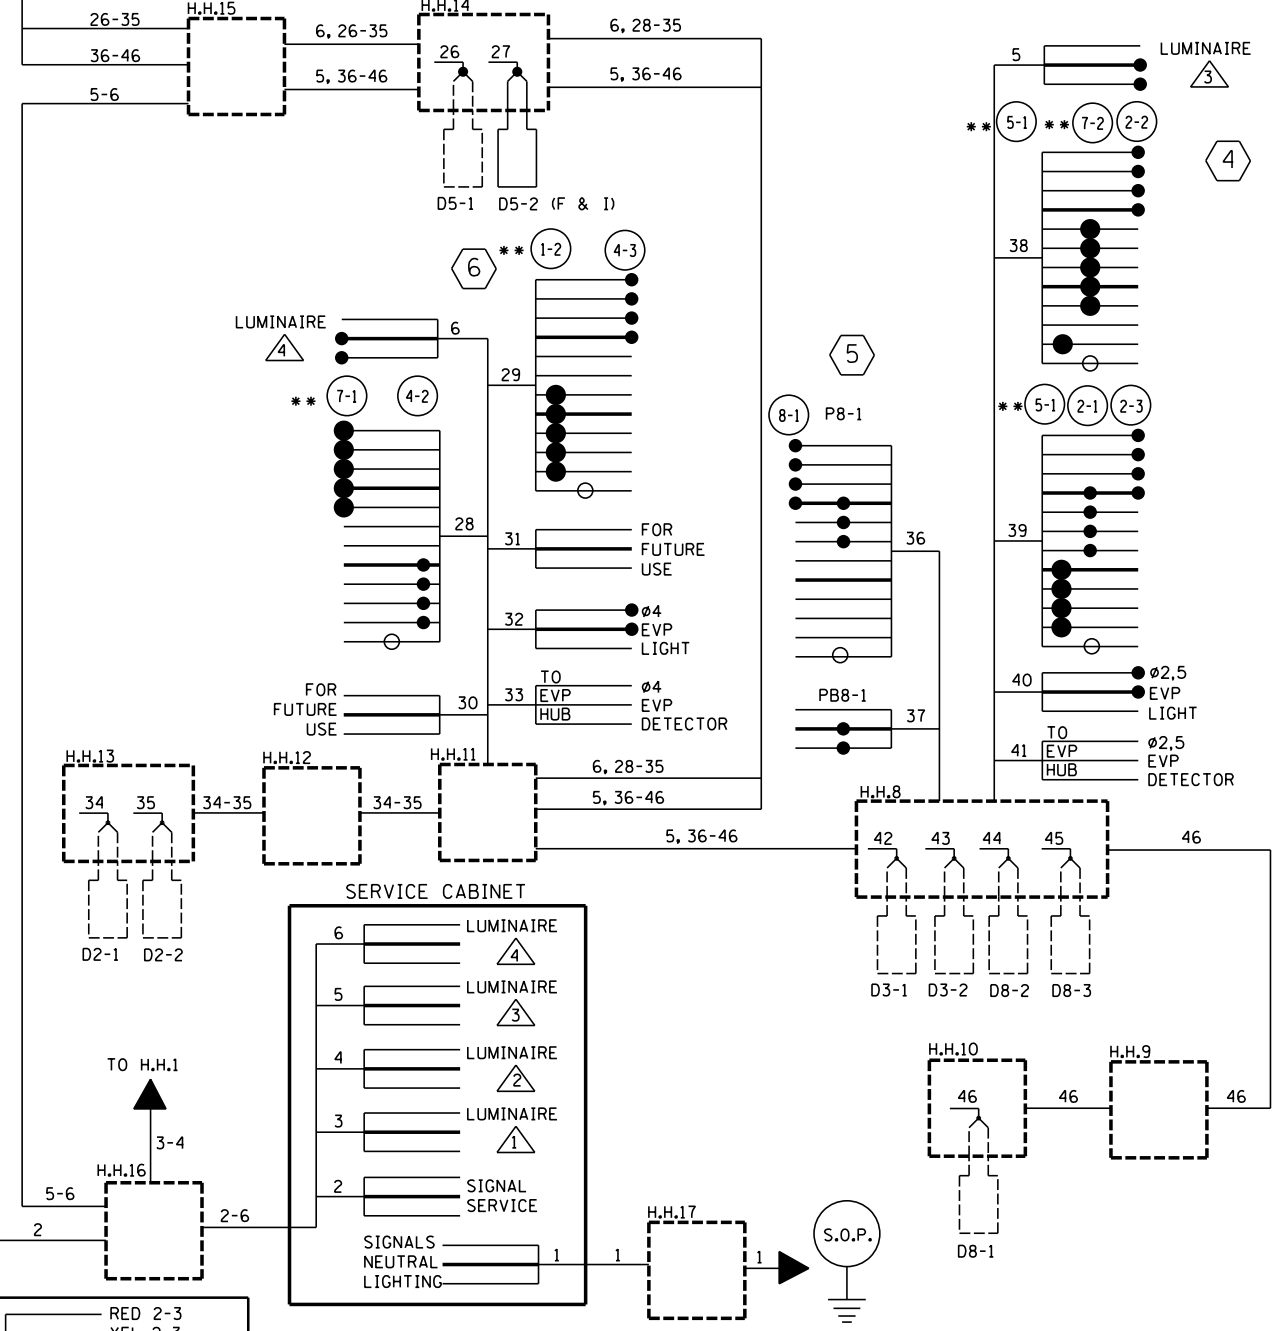 H.H.15
H.H.14
26-35
6, 26-35
6, 28-35
36-46
5, 36-46
5, 36-46
5-6
26
27
D5-1
D5-2 (F & I)
5
LUMINAIRE
3
** 5-1
** 7-2
2-2
4
38
6
** 1-2
4-3
LUMINAIRE
4
6
29
** 7-1
4-2
28
31
FOR
FUTURE
USE
32
Ø4
EVP
LIGHT
33
TO
EVP
HUB
Ø4
EVP
DETECTOR
FOR
FUTURE
USE
30
5
8-1
P8-1
36
PB8-1
37
** 5-1
2-1
2-3
39
40
Ø2,5
EVP
LIGHT
41
TO
EVP
HUB
Ø2,5
EVP
DETECTOR
H.H.13
34
35
D2-1
D2-2
34-35
H.H.12
34-35
H.H.11
6, 28-35
5, 36-46
5, 36-46
H.H.8
42
43
44
45
D3-1
D3-2
D8-2
D8-3
46
SERVICE CABINET
6
LUMINAIRE
4
5
LUMINAIRE
3
4
LUMINAIRE
2
3
LUMINAIRE
1
2
SIGNAL
SERVICE
SIGNALS
NEUTRAL
LIGHTING
1
1
H.H.17
1
S.O.P.
H.H.10
46
D8-1
46
H.H.9
46
TO H.H.1
3-4
H.H.16
5-6
2
2-6
RED 2-3
YEL 2-3